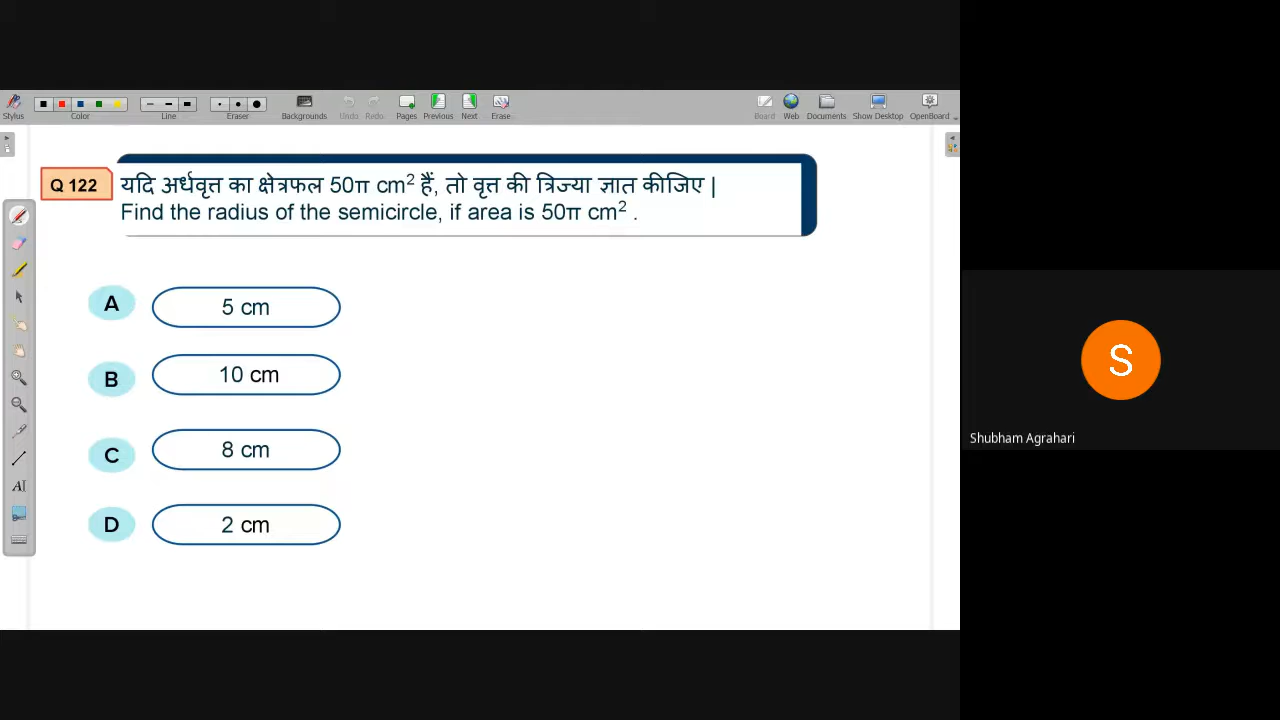 Stylus
Color
Line
Eraser
Backgrounds
Undo
Redo
Pages
Previous
Next
Erase
Board
Web
Documents
Show Desktop
OpenBoard
Q 122
यदि अर्धवृत्त का क्षेत्रफल 50π cm² हैं, तो वृत्त की त्रिज्या ज्ञात कीजिए |
Find the radius of the semicircle, if area is 50π cm² .
A 5 cm
B 10 cm
C 8 cm
D 2 cm
AI
S
Shubham Agrahari